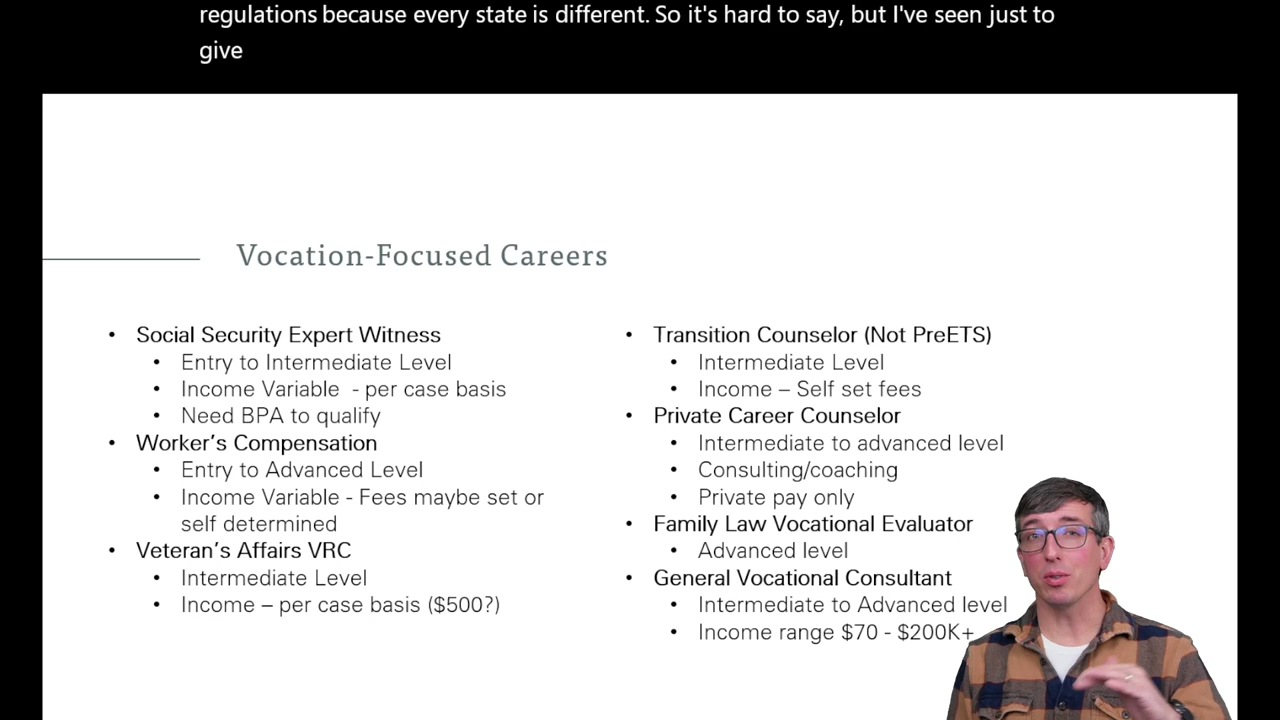 regulations because every state is different. So it's hard to say, but I've seen just to
give
Vocation-Focused Careers
• Social Security Expert Witness
• Entry to Intermediate Level
• Income Variable - per case basis
• Need BPA to qualify
• Worker's Compensation
• Entry to Advanced Level
• Income Variable - Fees maybe set or
self determined
• Veteran's Affairs VRC
• Intermediate Level
• Income – per case basis ($500?)
• Transition Counselor (Not PreETS)
• Intermediate Level
• Income – Self set fees
• Private Career Counselor
• Intermediate to advanced level
• Consulting/coaching
• Private pay only
• Family Law Vocational Evaluator
• Advanced level
• General Vocational Consultant
• Intermediate to Advanced level
• Income range $70 - $200K+